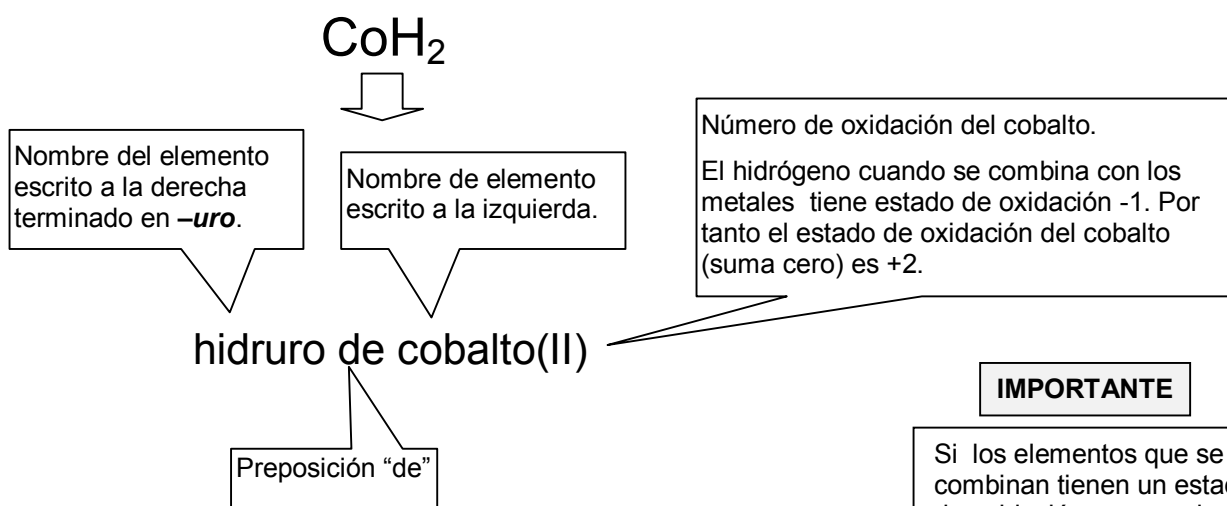 CoH₂
Nombre del elemento
escrito a la derecha
terminado en –uro.
Nombre de elemento
escrito a la izquierda.
Número de oxidación del cobalto.
El hidrógeno cuando se combina con los
metales tiene estado de oxidación -1. Por
tanto el estado de oxidación del cobalto
(suma cero) es +2.
hidruro de cobalto(II)
Preposición “de”
IMPORTANTE
Si los elementos que se
combinan tienen un